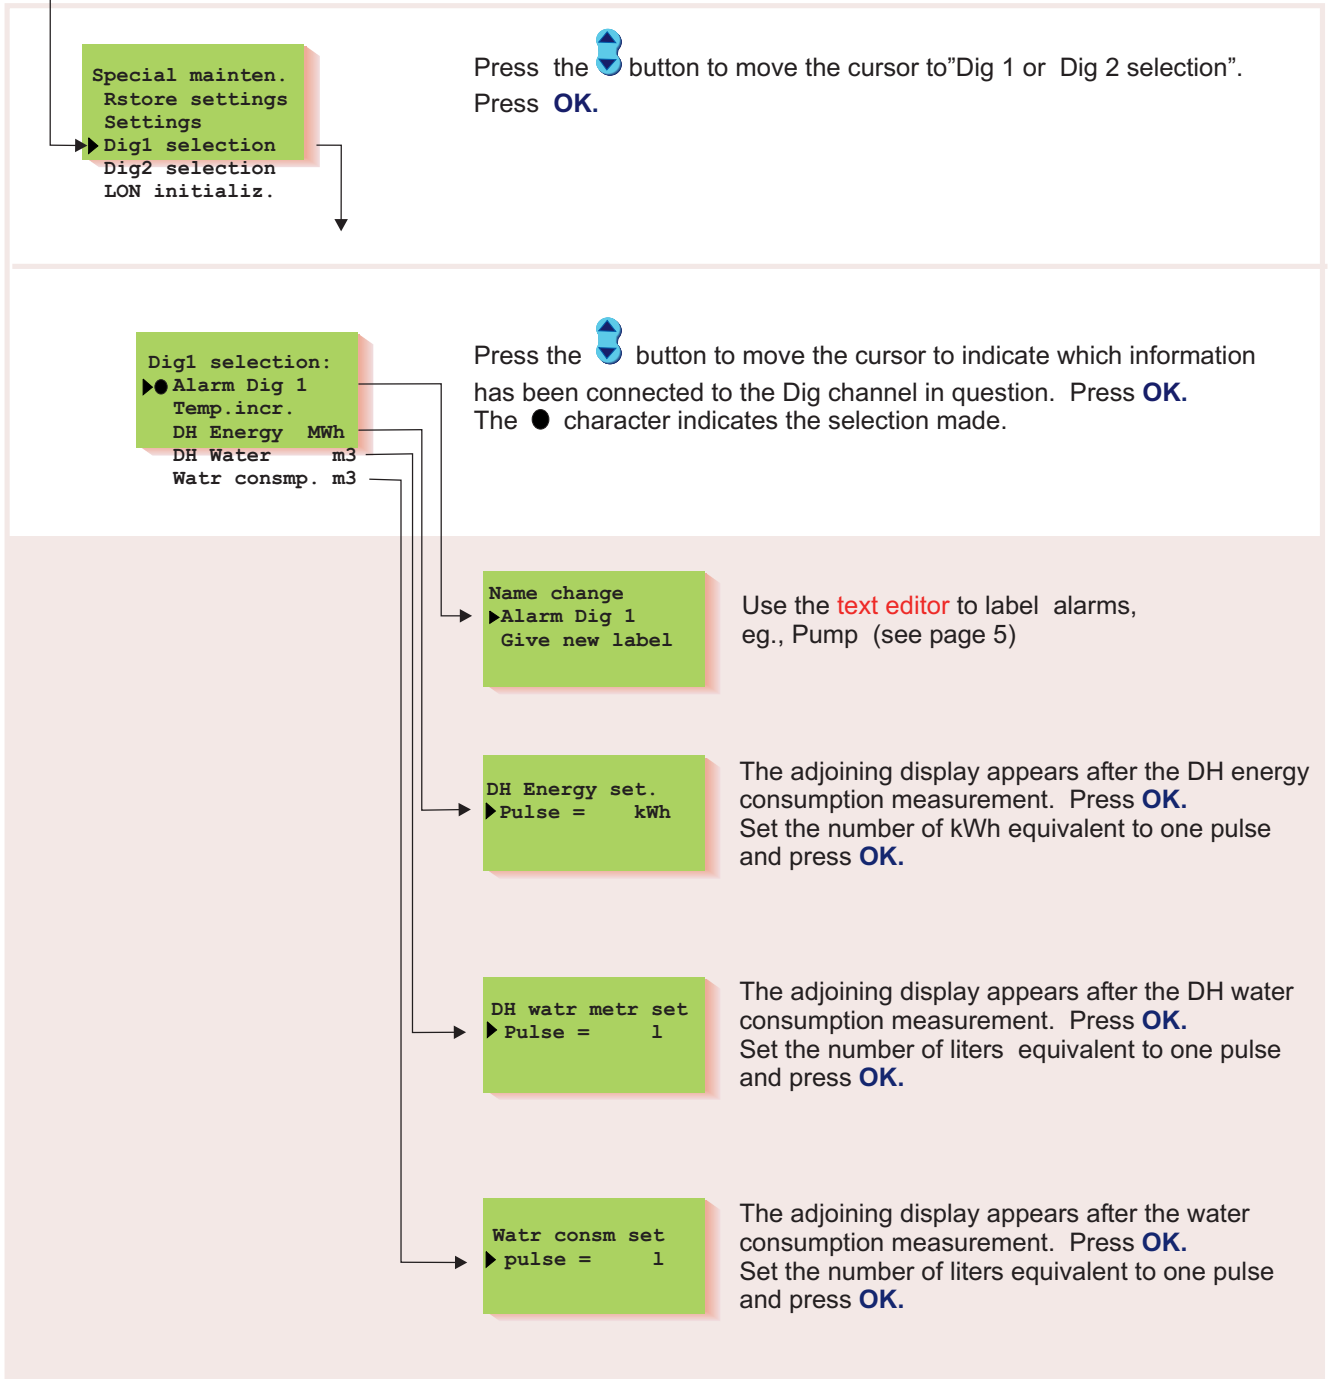 Special mainten.
Rstore settings
Settings
Dig1 selection
Dig2 selection
LON initializ.
Press the button to move the cursor to”Dig 1 or Dig 2 selection”.
Press OK.
Dig1 selection:
Alarm Dig 1
Temp.incr.
DH Energy MWh
DH Water m3
Watr consmp. m3
Press the button to move the cursor to indicate which information
has been connected to the Dig channel in question. Press OK.
The ● character indicates the selection made.
Name change
Alarm Dig 1
Give new label
Use the text editor to label alarms,
eg., Pump (see page 5)
DH Energy set.
Pulse = kWh
The adjoining display appears after the DH energy
consumption measurement. Press OK.
Set the number of kWh equivalent to one pulse
and press OK.
DH watr metr set
Pulse = l
The adjoining display appears after the DH water
consumption measurement. Press OK.
Set the number of liters equivalent to one pulse
and press OK.
Watr consm set
pulse = l
The adjoining display appears after the water
consumption measurement. Press OK.
Set the number of liters equivalent to one pulse
and press OK.